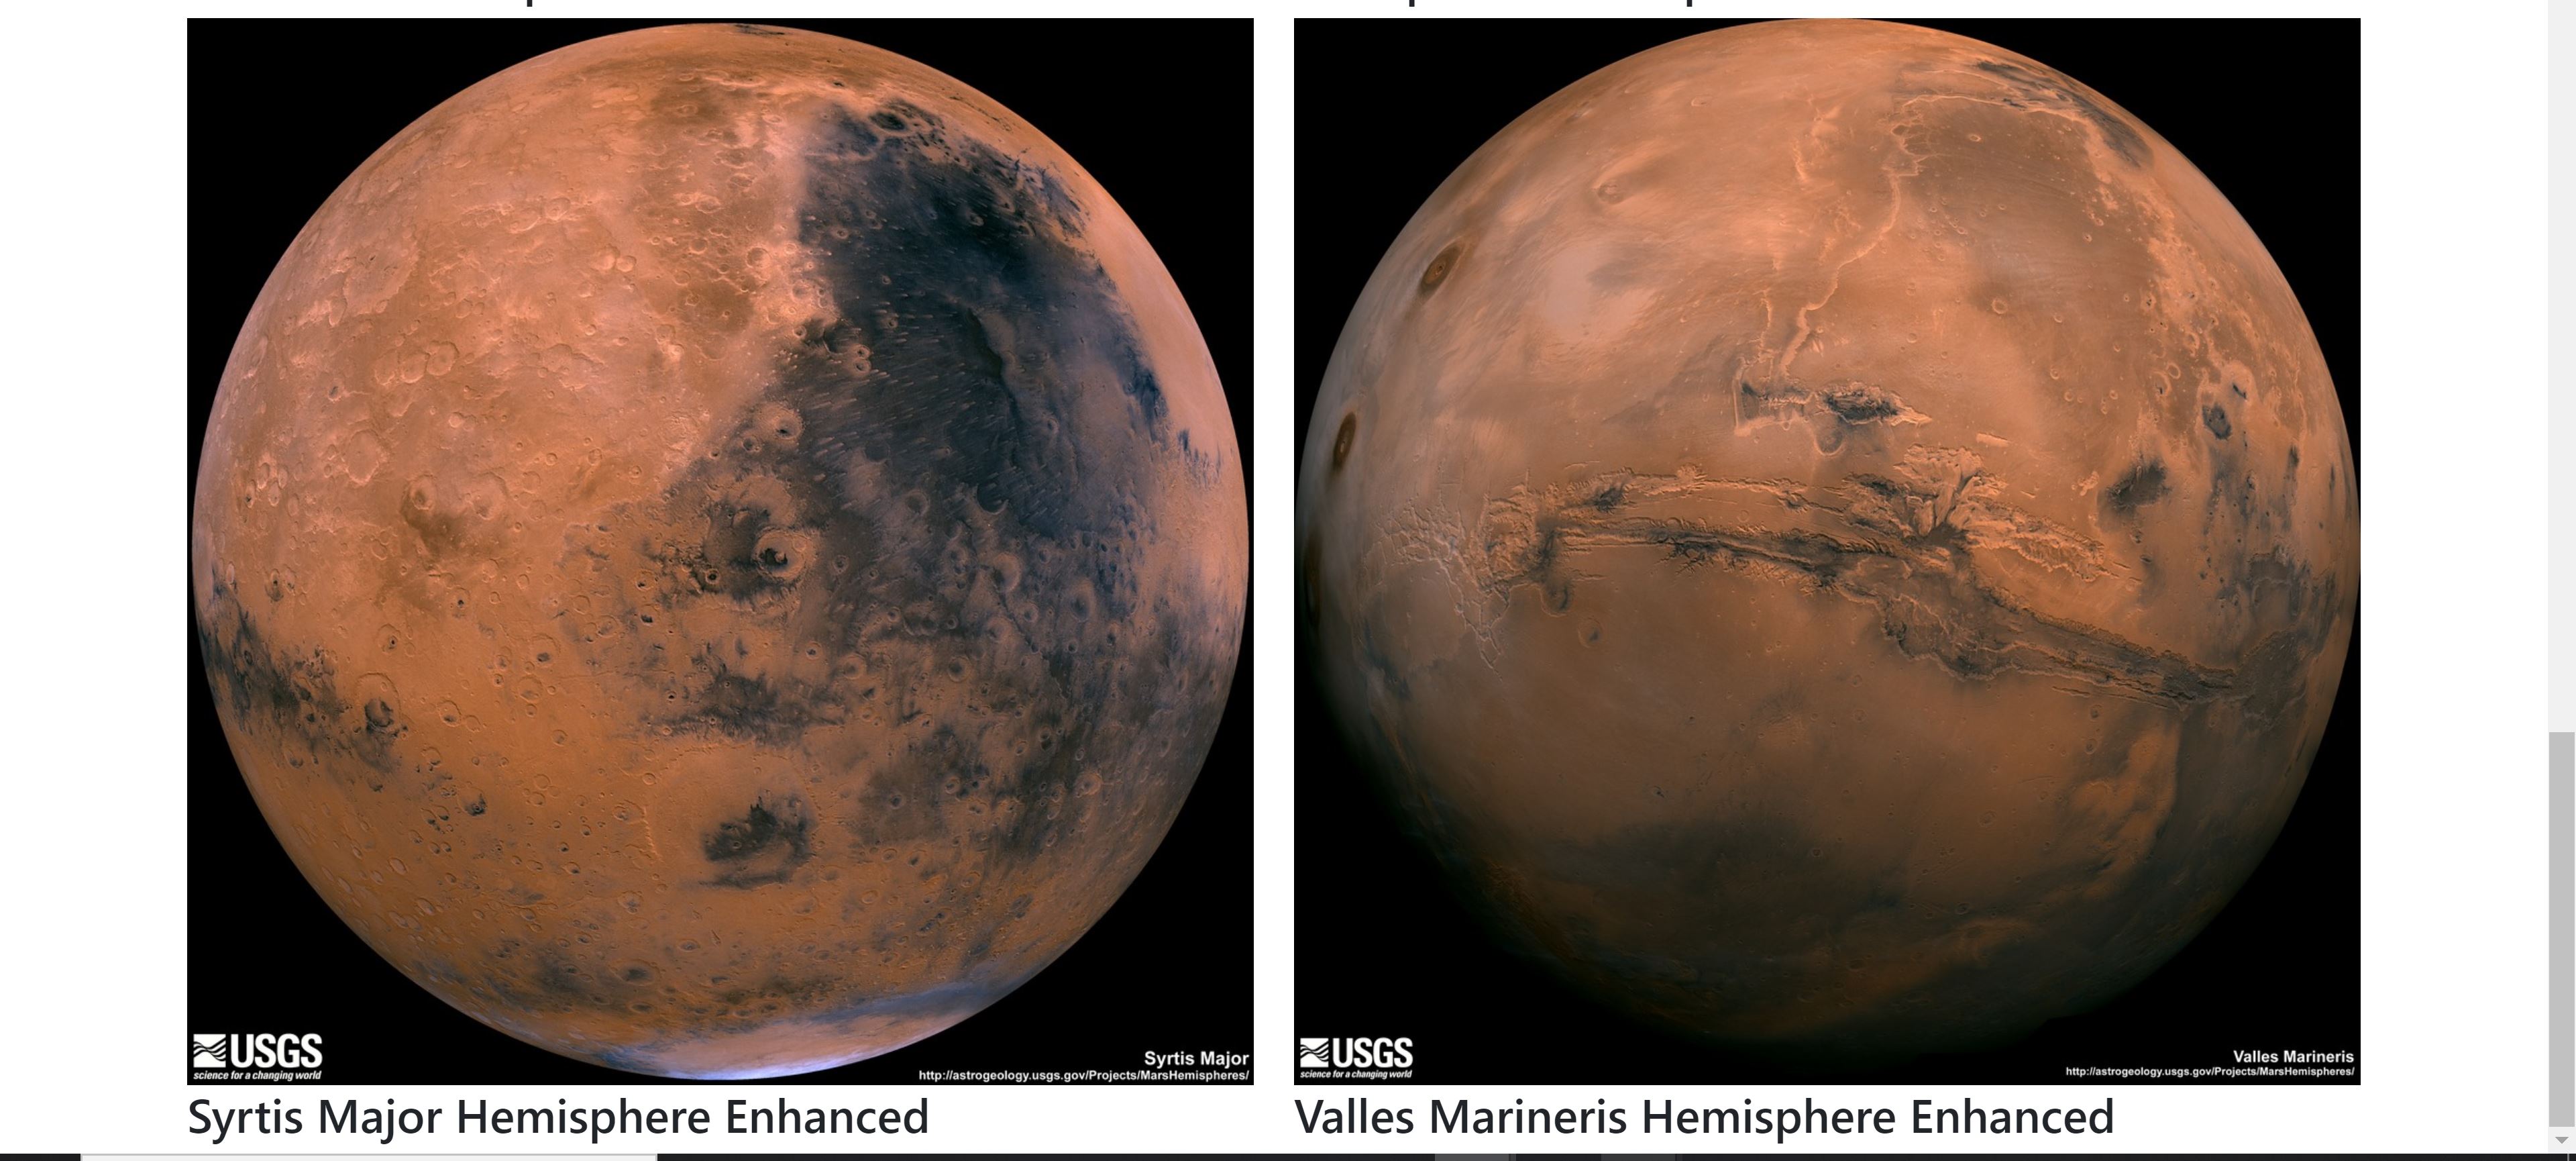 USGS
science for a changing world
Syrtis Major
http://astrogeology.usgs.gov/Projects/MarsHemispheres/
USGS
science for a changing world
Valles Marineris
http://astrogeology.usgs.gov/Projects/MarsHemispheres/
Syrtis Major Hemisphere Enhanced
Valles Marineris Hemisphere Enhanced